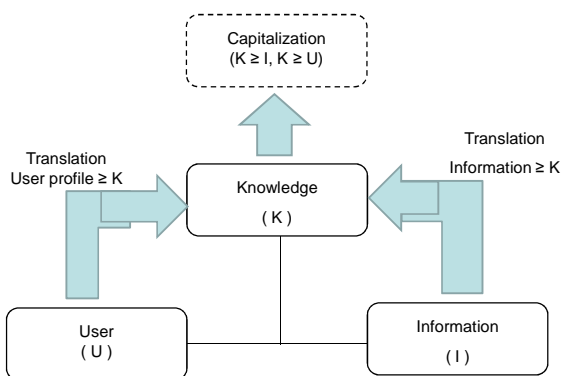 Capitalization
(K ≥ I, K ≥ U)
Translation
User profile ≥ K
Translation
Information ≥ K
Knowledge
( K )
User
( U )
Information
( I )